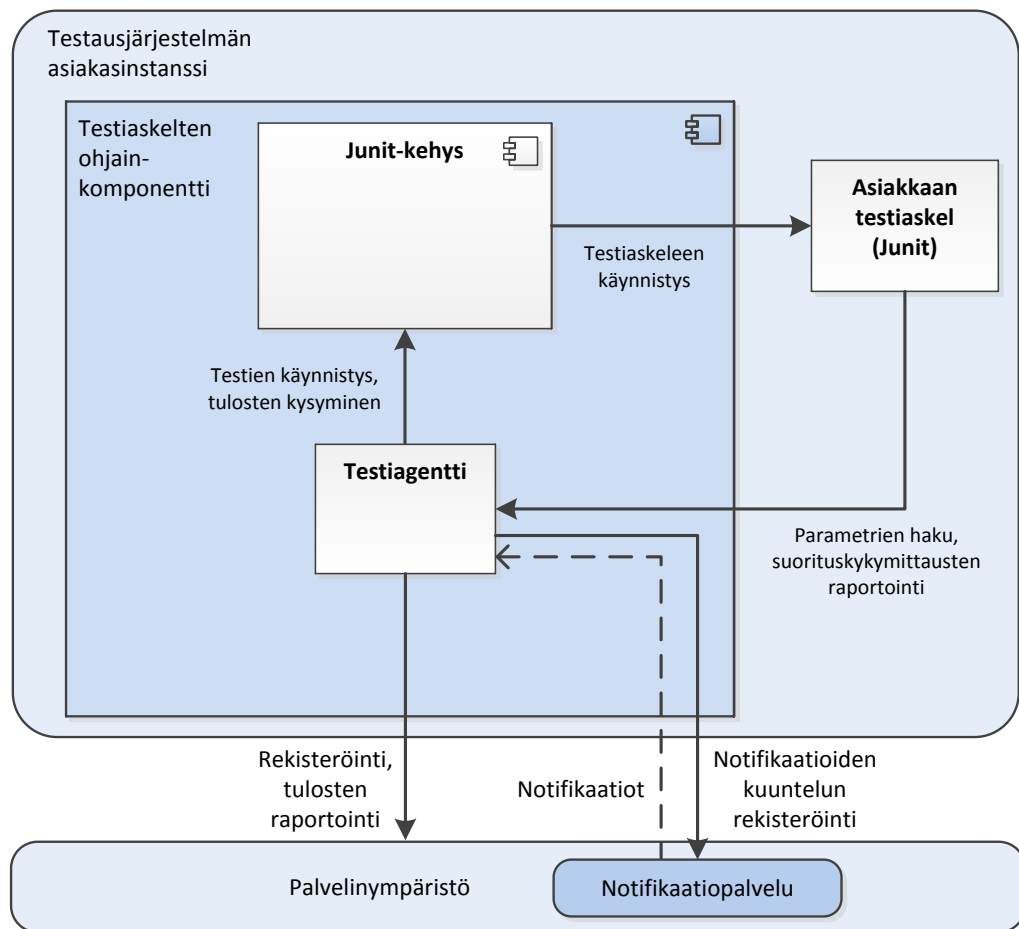 Testausjärjestelmän
asiakasinstanssi
Testiaskelten
ohjain-
komponentti
Junit-kehys
Asiakkaan
testiaskel
(Junit)
Testiaskeleen
käynnistys
Testien käynnistys,
tulosten kysyminen
Testiagentti
Parametrien haku,
suorituskykymittausten
raportointi
Rekisteröinti,
tulosten
raportointi
Notifikaatiot
Notifikaatioiden
kuuntelun
rekisteröinti
Palvelinympäristö
Notifikaatiopalvelu